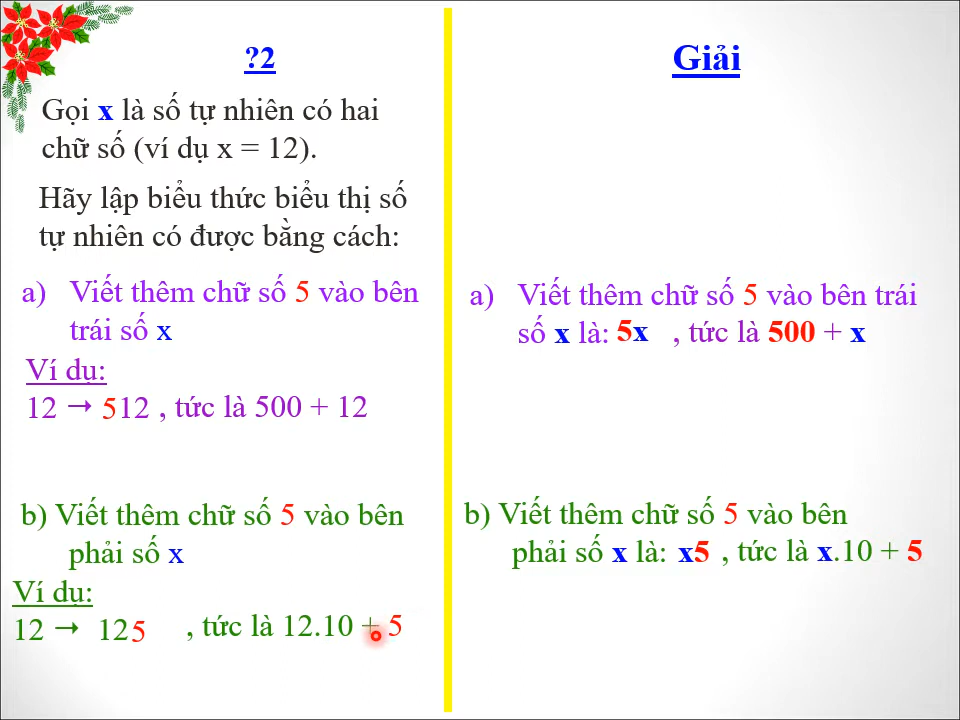 ?2
Gọi x là số tự nhiên có hai
chữ số (ví dụ x = 12).
Hãy lập biểu thức biểu thị số
tự nhiên có được bằng cách:
a) Viết thêm chữ số 5 vào bên
trái số x
Ví dụ:
12 → 512 , tức là 500 + 12
b) Viết thêm chữ số 5 vào bên
phải số x
Ví dụ:
12 → 125 , tức là 12.10 + 5
Giải
a) Viết thêm chữ số 5 vào bên trái
số x là: 5x , tức là 500 + x
b) Viết thêm chữ số 5 vào bên
phải số x là: x5 , tức là x.10 + 5